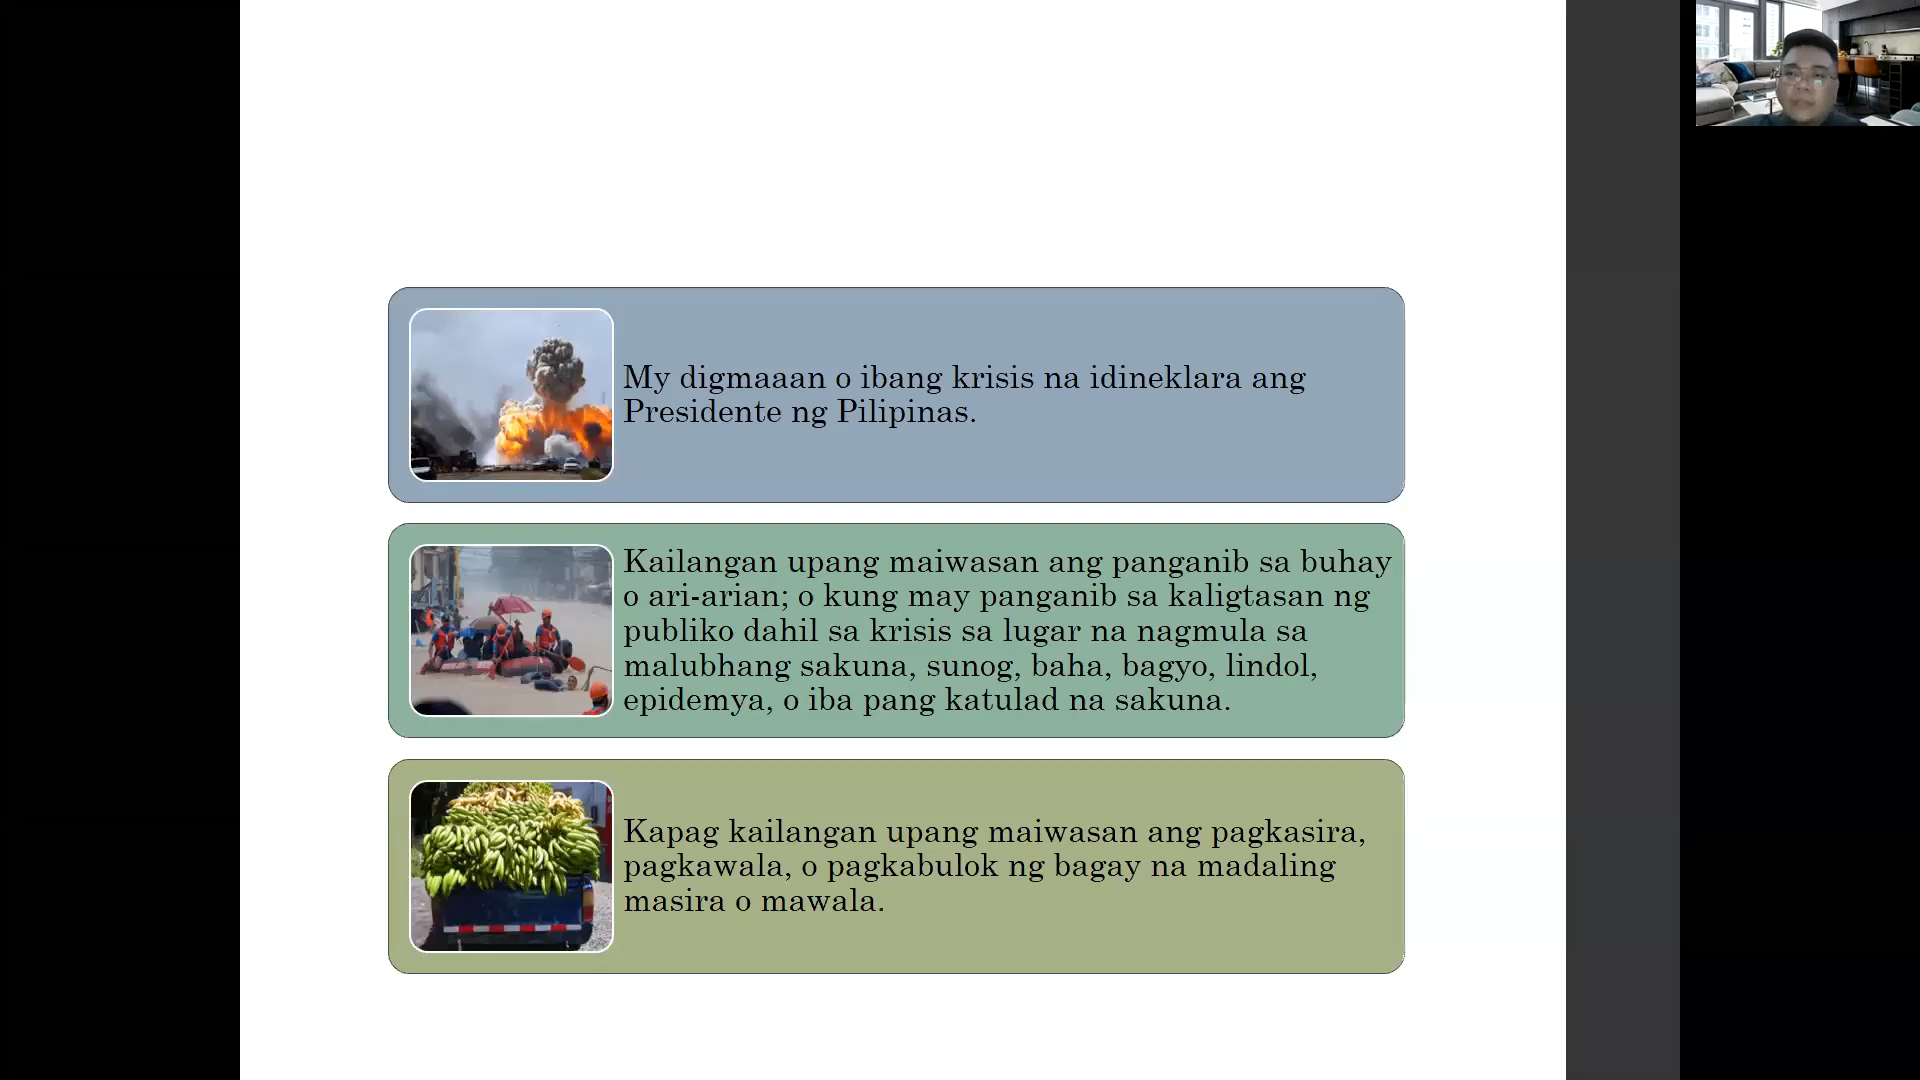 My digmaaan o ibang krisis na idineklara ang
Presidente ng Pilipinas.
Kailangan upang maiwasan ang panganib sa buhay
o ari-arian; o kung may panganib sa kaligtasan ng
publiko dahil sa krisis sa lugar na nagmula sa
malubhang sakuna, sunog, baha, bagyo, lindol,
epidemya, o iba pang katulad na sakuna.
Kapag kailangan upang maiwasan ang pagkasira,
pagkawala, o pagkabulok ng bagay na madaling
masira o mawala.